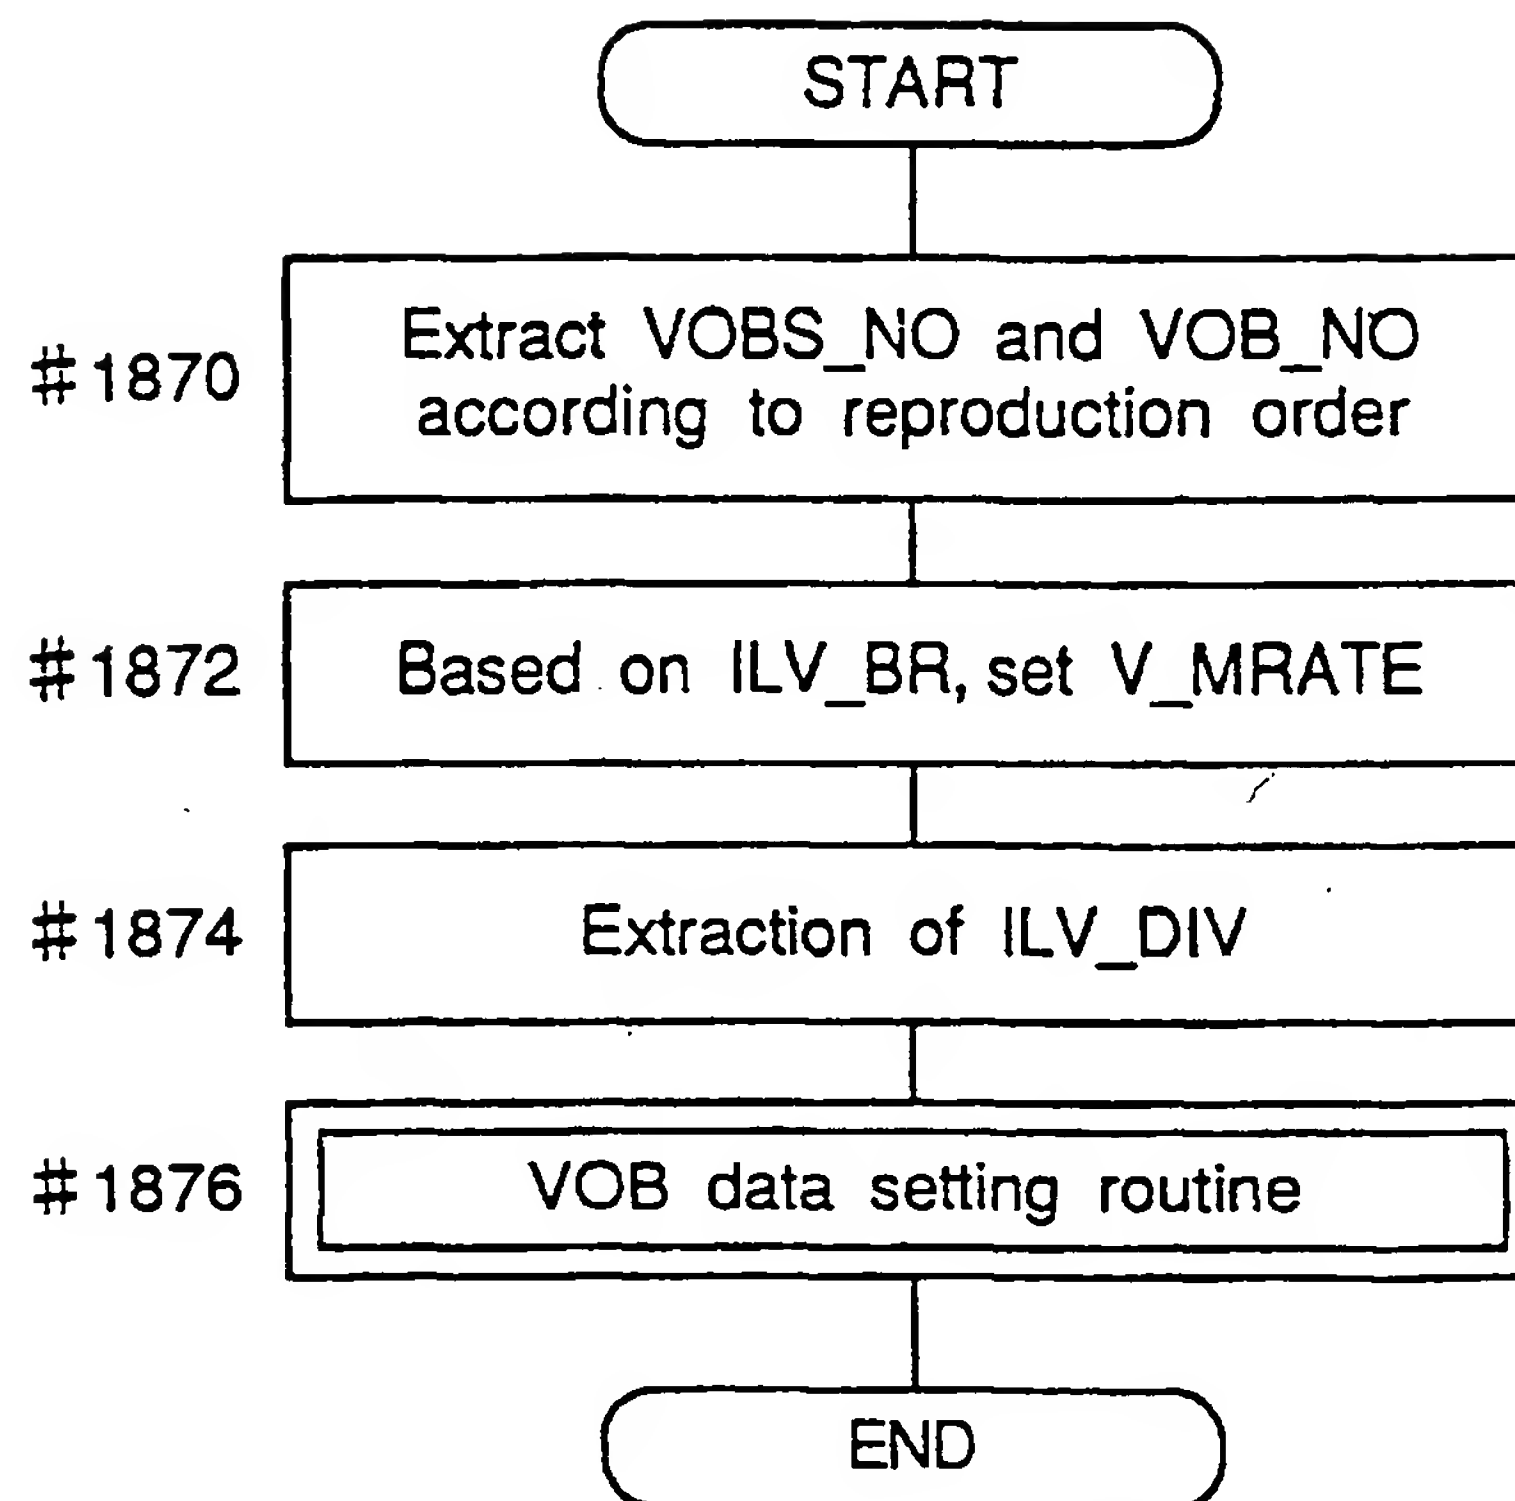 START
#1870
Extract VOBS_NO and VOB_NO
according to reproduction order
#1872
Based on ILV_BR, set V_MRATE
#1874
Extraction of ILV_DIV
#1876
VOB data setting routine
END